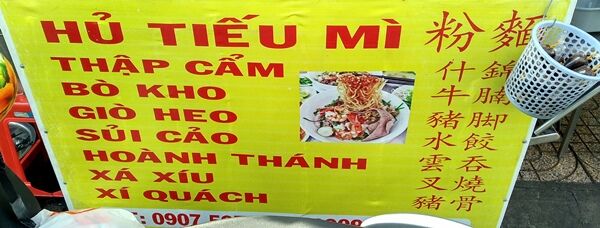 HỦ TIẾU MÌ 粉麵
THẬP CẨM 什錦
BÒ KHO 牛腩
GIÒ HEO 豬脚
SỦI CẢO 水餃
HOÀNH THÁNH 雲吞
XÁ XÍU 叉燒
XÍ QUÁCH 豬骨
0907